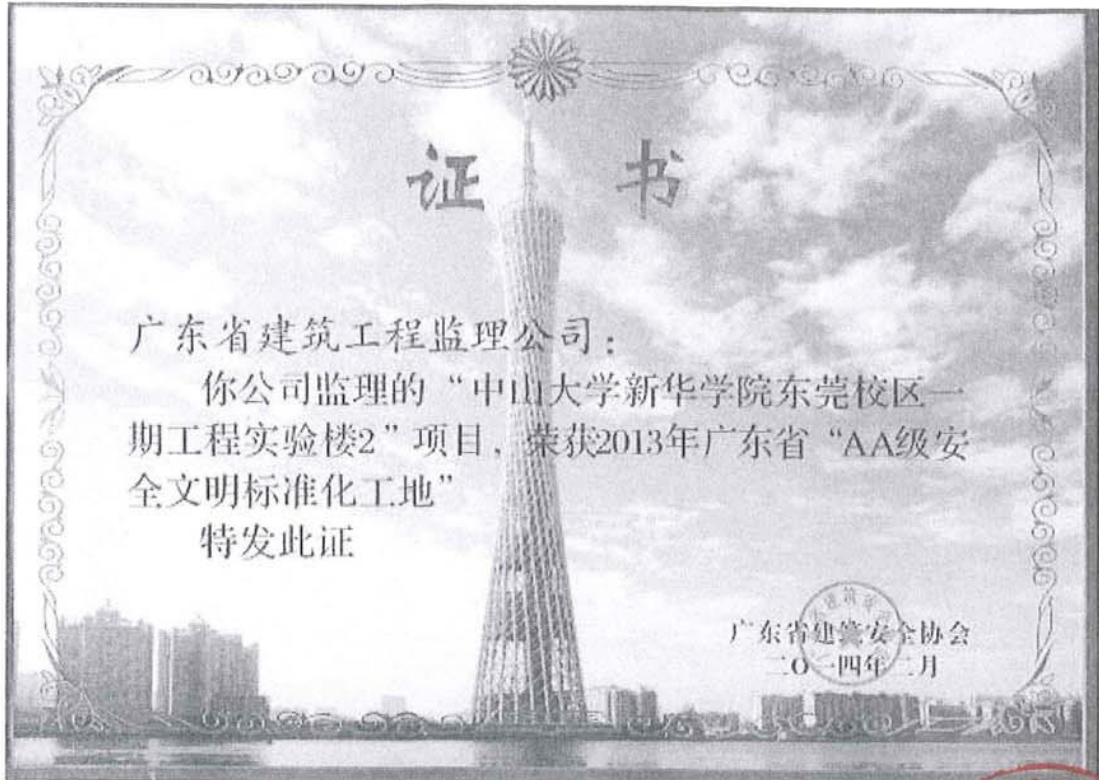 证 书
广东省建筑工程监理公司:
你公司监理的“中山大学新华学院东莞校区一
期工程实验楼2”项目,荣获2013年广东省“AA级安
全文明标准化工地”
特发此证
广东省建筑安全协会
二〇一四年二月